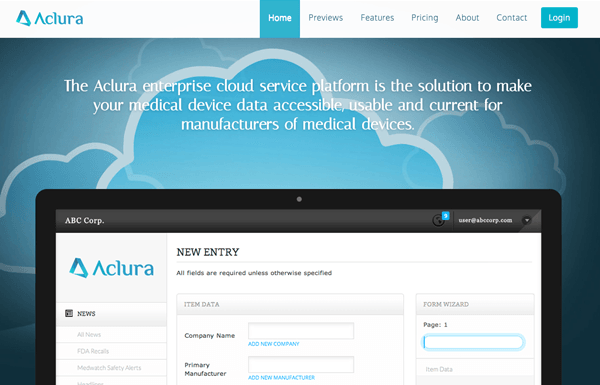 Aclura
Home
Previews
Features
Pricing
About
Contact
Login
The Aclura enterprise cloud service platform is the solution to make
your medical device data accessible, usable and current for
manufacturers of medical devices.
ABC Corp.
9
user@abccorp.com
Aclura
NEWS
All News
FDA Recalls
Medwatch Safety Alerts
Headlines
NEW ENTRY
All fields are required unless otherwise specified
ITEM DATA
Company Name
ADD NEW COMPANY
Primary
Manufacturer
ADD NEW MANUFACTURER
FORM WIZARD
Page: 1
Item Data